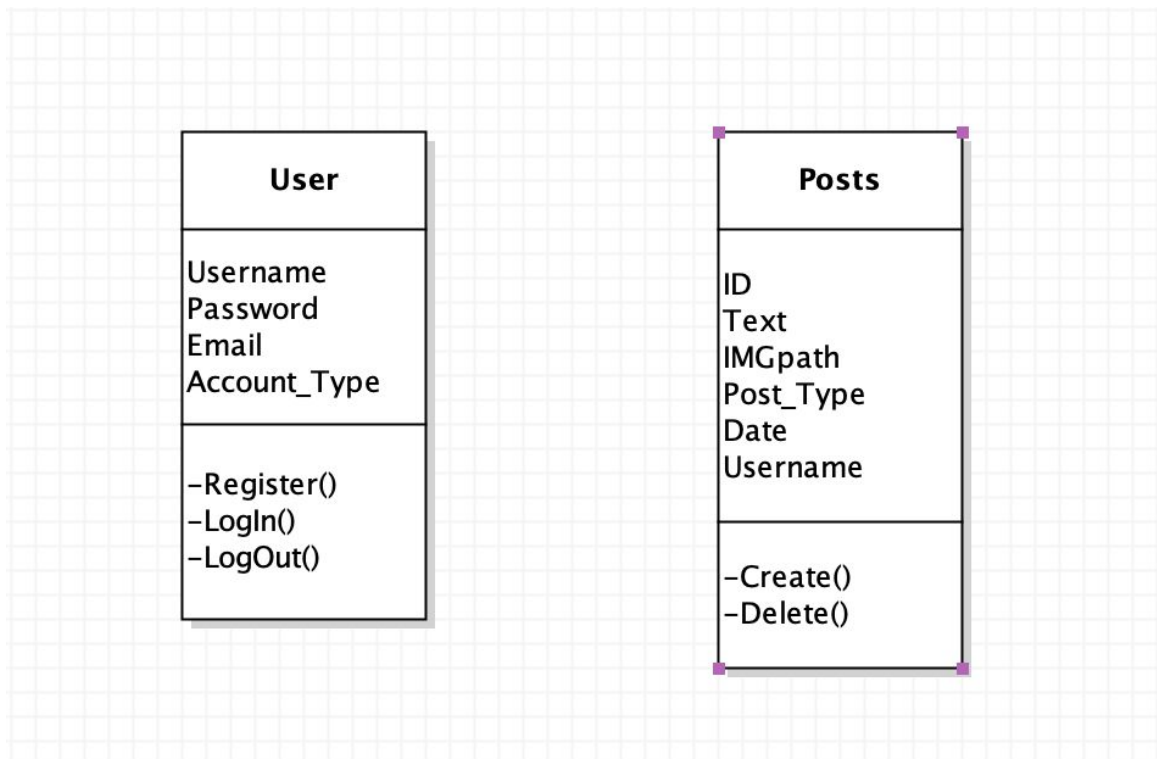 User
Username
Password
Email
Account_Type
-Register()
-LogIn()
-LogOut()
Posts
ID
Text
IMGpath
Post_Type
Date
Username
-Create()
-Delete()